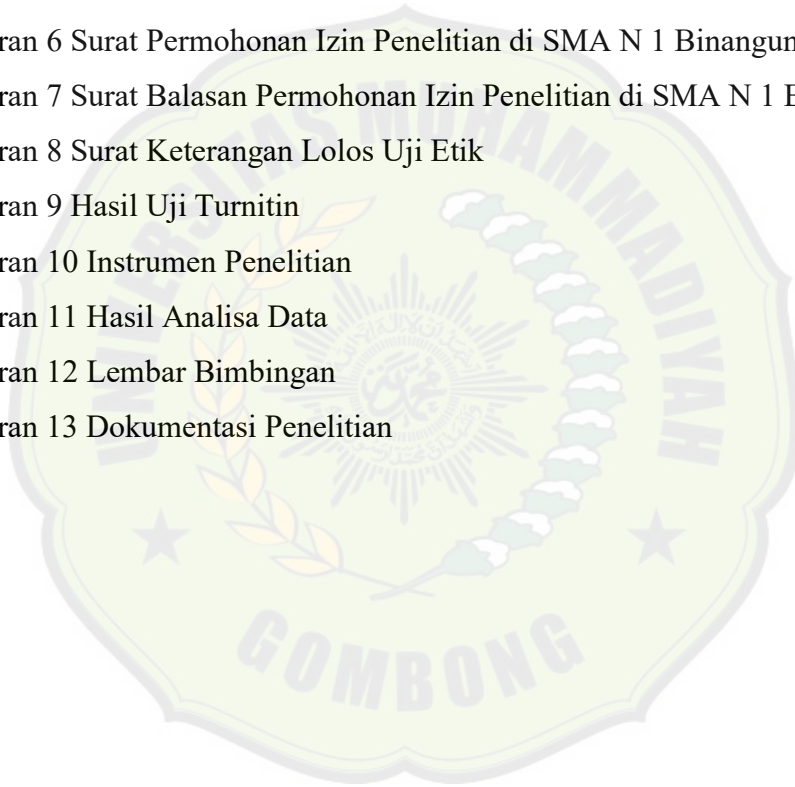 ran 6 Surat Permohonan Izin Penelitian di SMA N 1 Binangun
ran 7 Surat Balasan Permohonan Izin Penelitian di SMA N 1 B
ran 8 Surat Keterangan Lolos Uji Etik
ran 9 Hasil Uji Turnitin
ran 10 Instrumen Penelitian
ran 11 Hasil Analisa Data
ran 12 Lembar Bimbingan
ran 13 Dokumentasi Penelitian
UNIVERSITAS MUHAMMADIYAH
GOMBONG